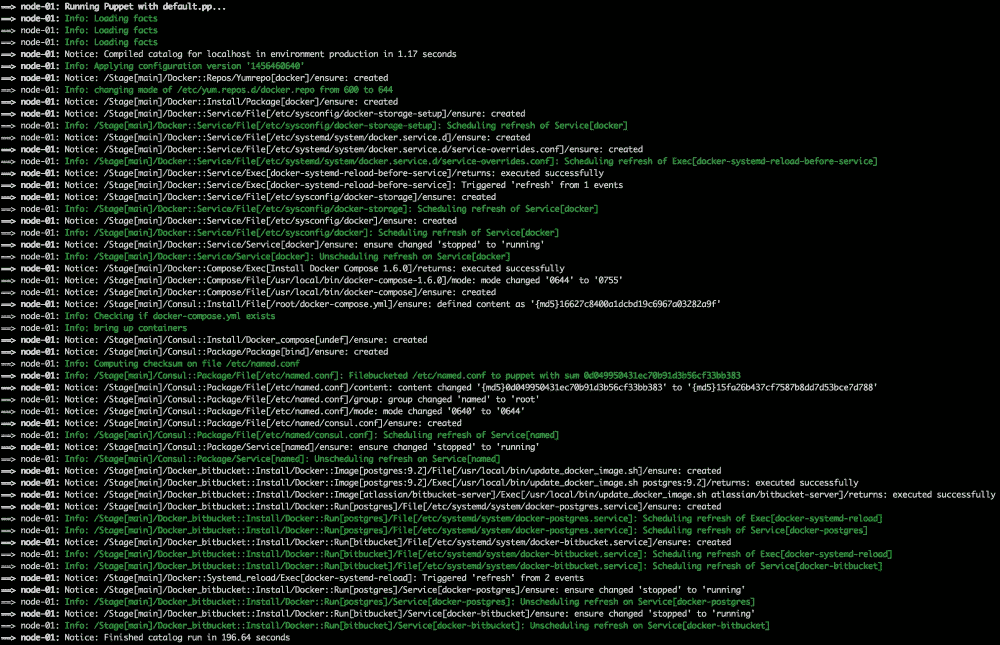 ==> node-01: Running Puppet with default.pp...
==> node-01: Info: Loading facts
==> node-01: Info: Loading facts
==> node-01: Info: Loading facts
==> node-01: Notice: Compiled catalog for localhost in environment production in 1.17 seconds
==> node-01: Info: Applying configuration version '1456460640'
==> node-01: Notice: /Stage[main]/Docker::Repos/Yumrepo[docker]/ensure: created
==> node-01: Info: changing mode of /etc/yum.repos.d/docker.repo from 600 to 644
==> node-01: Notice: /Stage[main]/Docker::Install/Package[docker]/ensure: created
==> node-01: Notice: /Stage[main]/Docker::Service/File[/etc/sysconfig/docker-storage-setup]/ensure: created
==> node-01: Info: /Stage[main]/Docker::Service/File[/etc/sysconfig/docker-storage-setup]: Scheduling refresh of Service[docker]
==> node-01: Notice: /Stage[main]/Docker::Service/File[/etc/systemd/system/docker.service.d]/ensure: created
==> node-01: Notice: /Stage[main]/Docker::Service/File[/etc/systemd/system/docker.service.d/service-overrides.conf]/ensure: created
==> node-01: Info: /Stage[main]/Docker::Service/File[/etc/systemd/system/docker.service.d/service-overrides.conf]: Scheduling refresh of Exec[docker-systemd-reload-before-service]
==> node-01: Notice: /Stage[main]/Docker::Service/Exec[docker-systemd-reload-before-service]/returns: executed successfully
==> node-01: Notice: /Stage[main]/Docker::Service/Exec[docker-systemd-reload-before-service]: Triggered 'refresh' from 1 events
==> node-01: Notice: /Stage[main]/Docker::Service/File[/etc/sysconfig/docker-storage]/ensure: created
==> node-01: Info: /Stage[main]/Docker::Service/File[/etc/sysconfig/docker-storage]: Scheduling refresh of Service[docker]
==> node-01: Notice: /Stage[main]/Docker::Service/File[/etc/sysconfig/docker]/ensure: created
==> node-01: Info: /Stage[main]/Docker::Service/File[/etc/sysconfig/docker]: Scheduling refresh of Service[docker]
==> node-01: Notice: /Stage[main]/Docker::Service/Service[docker]/ensure: ensure changed 'stopped' to 'running'
==> node-01: Info: /Stage[main]/Docker::Service/Service[docker]: Unscheduling refresh on Service[docker]
==> node-01: Notice: /Stage[main]/Docker::Compose/Exec[Install Docker Compose 1.6.0]/returns: executed successfully
==> node-01: Notice: /Stage[main]/Docker::Compose/File[/usr/local/bin/docker-compose-1.6.0]/mode: mode changed '0644' to '0755'
==> node-01: Notice: /Stage[main]/Docker::Compose/File[/usr/local/bin/docker-compose]/ensure: created
==> node-01: Notice: /Stage[main]/Consul::Install/File[/root/docker-compose.yml]/ensure: defined content as '{md5}16627c8400a1dcbd19c6967a03282a9f'
==> node-01: Info: Checking if docker-compose.yml exists
==> node-01: Info: bring up containers
==> node-01: Notice: /Stage[main]/Consul::Install/Docker_compose[undef]/ensure: created
==> node-01: Notice: /Stage[main]/Consul::Package/Package[bind]/ensure: created
==> node-01: Info: Computing checksum on file /etc/named.conf
==> node-01: Info: /Stage[main]/Consul::Package/File[/etc/named.conf]: Filebucketed /etc/named.conf to puppet with sum 0d049950431ec70b91d3b56cf33bb383
==> node-01: Notice: /Stage[main]/Consul::Package/File[/etc/named.conf]/content: content changed '{md5}0d049950431ec70b91d3b56cf33bb383' to '{md5}15fa26b437cf7587b8dd7d53bce7d788'
==> node-01: Notice: /Stage[main]/Consul::Package/File[/etc/named.conf]/group: group changed 'named' to 'root'
==> node-01: Notice: /Stage[main]/Consul::Package/File[/etc/named.conf]/mode: mode changed '0640' to '0644'
==> node-01: Notice: /Stage[main]/Consul::Package/File[/etc/named/consul.conf]/ensure: created
==> node-01: Info: /Stage[main]/Consul::Package/File[/etc/named/consul.conf]: Scheduling refresh of Service[named]
==> node-01: Notice: /Stage[main]/Consul::Package/Service[named]/ensure: ensure changed 'stopped' to 'running'
==> node-01: Info: /Stage[main]/Consul::Package/Service[named]: Unscheduling refresh on Service[named]
==> node-01: Notice: /Stage[main]/Docker_bitbucket::Install/Docker::Image[postgres:9.2]/File[/usr/local/bin/update_docker_image.sh]/ensure: created
==> node-01: Notice: /Stage[main]/Docker_bitbucket::Install/Docker::Image[postgres:9.2]/Exec[/usr/local/bin/update_docker_image.sh postgres:9.2]/returns: executed successfully
==> node-01: Notice: /Stage[main]/Docker_bitbucket::Install/Docker::Image[atlassian/bitbucket-server]/Exec[/usr/local/bin/update_docker_image.sh atlassian/bitbucket-server]/returns: executed successfully
==> node-01: Notice: /Stage[main]/Docker_bitbucket::Install/Docker::Run[postgres]/File[/etc/systemd/system/docker-postgres.service]/ensure: created
==> node-01: Info: /Stage[main]/Docker_bitbucket::Install/Docker::Run[postgres]/File[/etc/systemd/system/docker-postgres.service]: Scheduling refresh of Exec[docker-systemd-reload]
==> node-01: Info: /Stage[main]/Docker_bitbucket::Install/Docker::Run[postgres]/File[/etc/systemd/system/docker-postgres.service]: Scheduling refresh of Service[docker-postgres]
==> node-01: Notice: /Stage[main]/Docker_bitbucket::Install/Docker::Run[bitbucket]/File[/etc/systemd/system/docker-bitbucket.service]/ensure: created
==> node-01: Info: /Stage[main]/Docker_bitbucket::Install/Docker::Run[bitbucket]/File[/etc/systemd/system/docker-bitbucket.service]: Scheduling refresh of Exec[docker-systemd-reload]
==> node-01: Info: /Stage[main]/Docker_bitbucket::Install/Docker::Run[bitbucket]/File[/etc/systemd/system/docker-bitbucket.service]: Scheduling refresh of Service[docker-bitbucket]
==> node-01: Notice: /Stage[main]/Docker::Systemd_reload/Exec[docker-systemd-reload]: Triggered 'refresh' from 2 events
==> node-01: Notice: /Stage[main]/Docker_bitbucket::Install/Docker::Run[postgres]/Service[docker-postgres]/ensure: ensure changed 'stopped' to 'running'
==> node-01: Info: /Stage[main]/Docker_bitbucket::Install/Docker::Run[postgres]/Service[docker-postgres]: Unscheduling refresh on Service[docker-postgres]
==> node-01: Notice: /Stage[main]/Docker_bitbucket::Install/Docker::Run[bitbucket]/Service[docker-bitbucket]/ensure: ensure changed 'stopped' to 'running'
==> node-01: Info: /Stage[main]/Docker_bitbucket::Install/Docker::Run[bitbucket]/Service[docker-bitbucket]: Unscheduling refresh on Service[docker-bitbucket]
==> node-01: Notice: Finished catalog run in 196.64 seconds